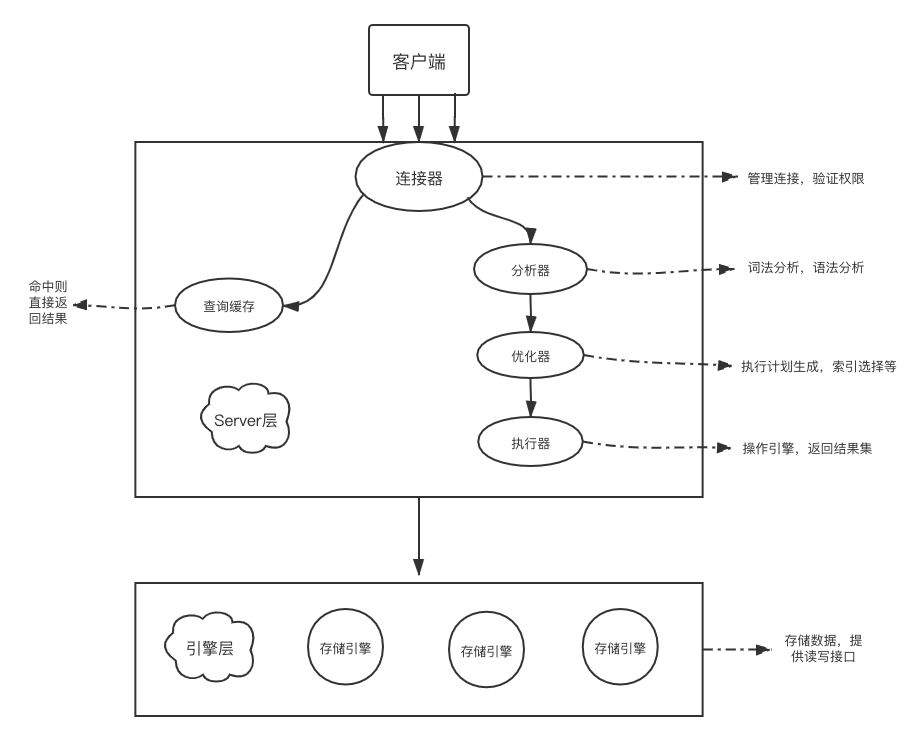 客户端
连接器
管理连接，验证权限
分析器
词法分析，语法分析
命中则
直接返
回结果
查询缓存
优化器
执行计划生成，索引选择等
Server层
执行器
操作引擎，返回结果集
引擎层
存储引擎
存储引擎
存储引擎
存储数据，提
供读写接口